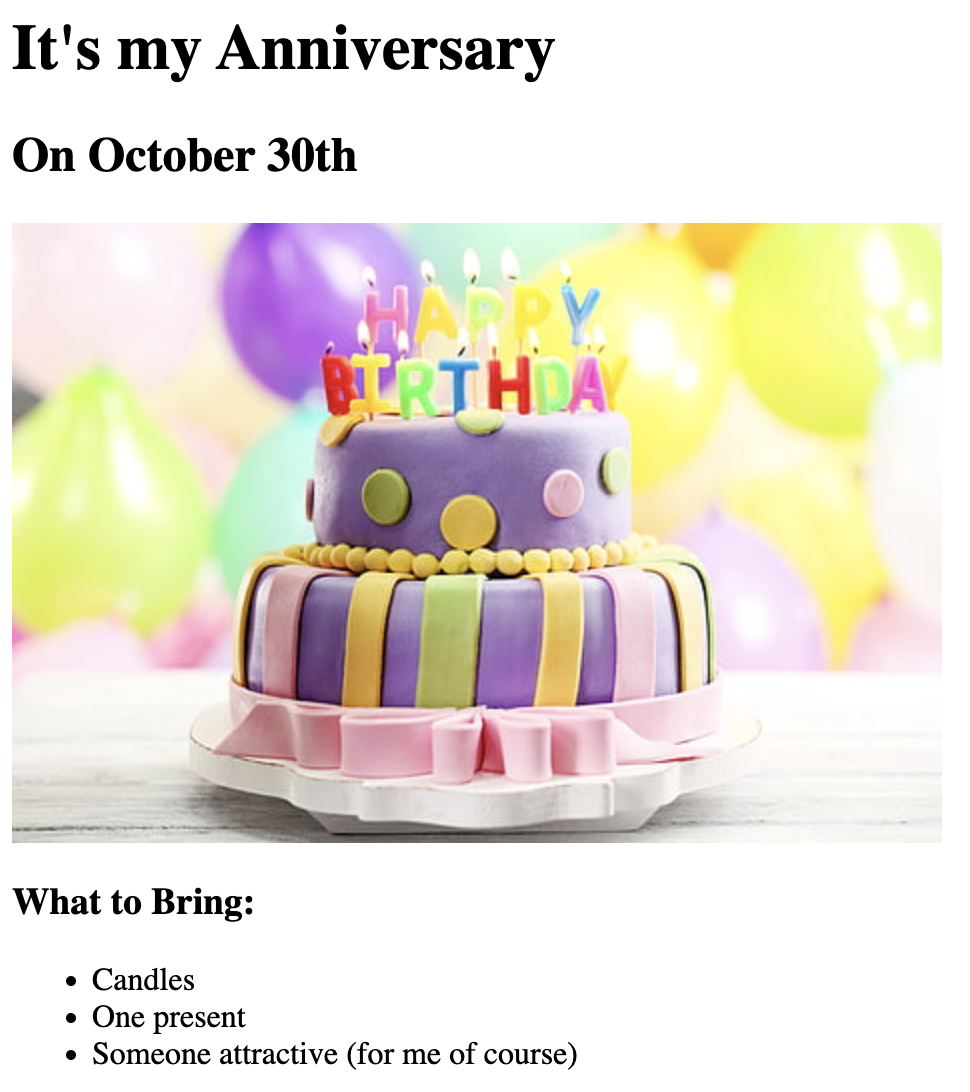 It's my Anniversary
On October 30th
HAPPY
BIRTHDAY
What to Bring:
Candles
One present
Someone attractive (for me of course)